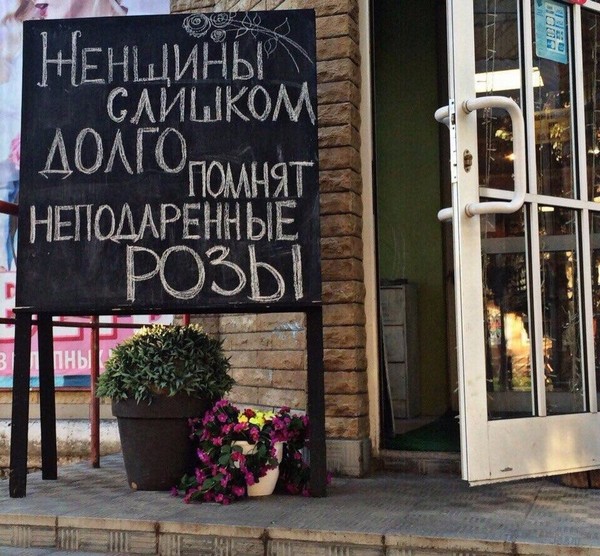 Женщины
слишком
долго
помнят
неподаренные
розы